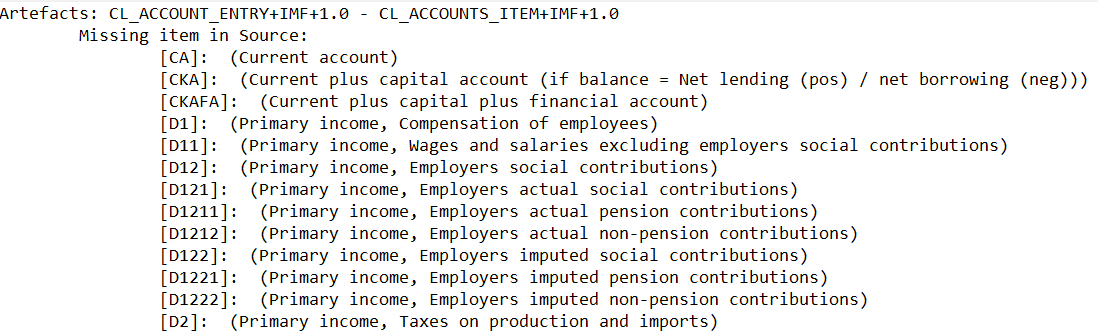 Artefacts: CL_ACCOUNT_ENTRY+IMF+1.0 - CL_ACCOUNTS_ITEM+IMF+1.0
Missing item in Source:
[CA]:  (Current account)
[CKA]:  (Current plus capital account (if balance = Net lending (pos) / net borrowing (neg)))
[CKAFA]:  (Current plus capital plus financial account)
[D1]:  (Primary income, Compensation of employees)
[D11]:  (Primary income, Wages and salaries excluding employers social contributions)
[D12]:  (Primary income, Employers social contributions)
[D121]:  (Primary income, Employers actual social contributions)
[D1211]:  (Primary income, Employers actual pension contributions)
[D1212]:  (Primary income, Employers actual non-pension contributions)
[D122]:  (Primary income, Employers imputed social contributions)
[D1221]:  (Primary income, Employers imputed pension contributions)
[D1222]:  (Primary income, Employers imputed non-pension contributions)
[D2]:  (Primary income, Taxes on production and imports)